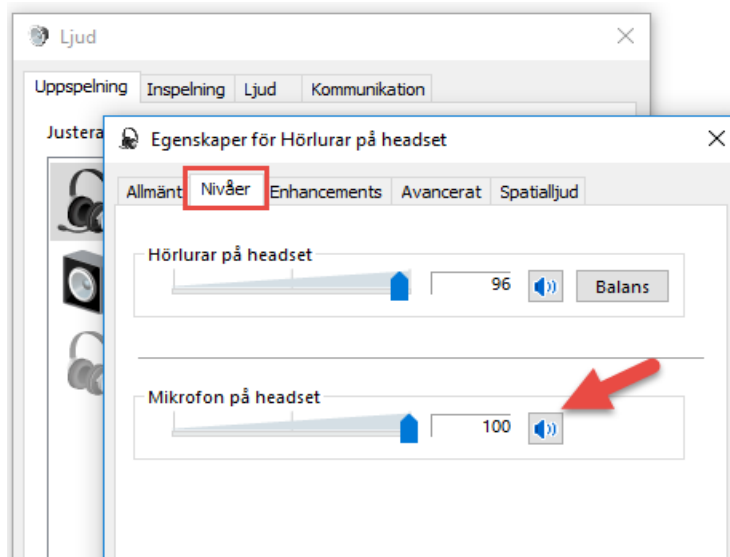 Ljud
Uppspelning Inspelning Ljud Kommunikation
Justera
Egenskaper för Hörlurar på headset
Allmänt Nivåer Enhancements Avancerat Spatialljud
Hörlurar på headset
96 Balans
Mikrofon på headset
100